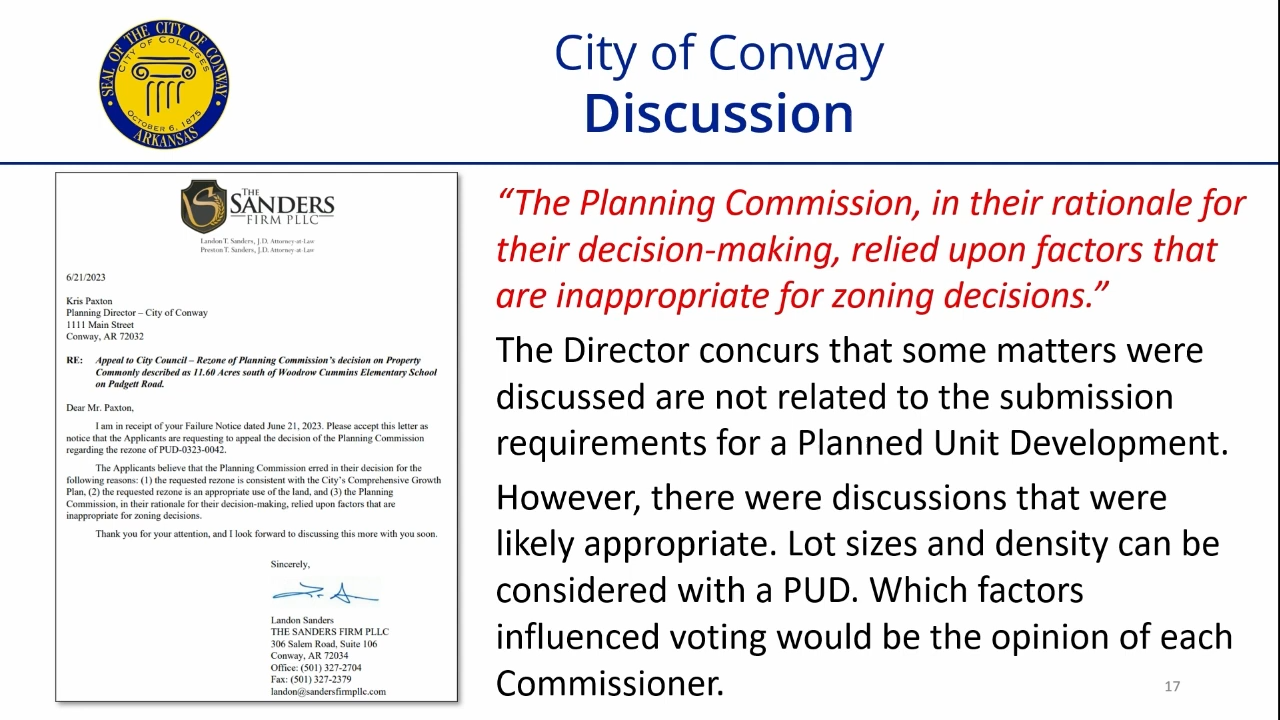 SEAL OF THE CITY OF CONWAY
CITY OF COLLEGES
OCTOBER 6, 1875
ARKANSAS
City of Conway
Discussion
THE
SANDERS
FIRM PLLC
Landon T. Sanders, J.D. Attorney-at-Law
Preston T. Sanders, J.D. Attorney-at-Law
6/21/2023
Kris Paxton
Planning Director – City of Conway
1111 Main Street
Conway, AR 72032
RE: Appeal to City Council – Rezone of Planning Commission’s decision on Property
Commonly described as 11.60 Acres south of Woodrow Cummins Elementary School
on Padgett Road.
Dear Mr. Paxton,
I am in receipt of your Failure Notice dated June 21, 2023. Please accept this letter as
notice that the Applicants are requesting to appeal the decision of the Planning Commission
regarding the rezone of PUD-0323-0042.
The Applicants believe that the Planning Commission erred in their decision for the
following reasons: (1) the requested rezone is consistent with the City’s Comprehensive Growth
Plan, (2) the requested rezone is an appropriate use of the land, and (3) the Planning
Commission, in their rationale for their decision-making, relied upon factors that are
inappropriate for zoning decisions.
Thank you for your attention, and I look forward to discussing this more with you soon.
Sincerely,
Landon Sanders
THE SANDERS FIRM PLLC
306 Salem Road, Suite 106
Conway, AR 72034
Office: (501) 327-2704
Fax: (501) 327-2379
landon@sandersfirmpllc.com
“The Planning Commission, in their rationale for
their decision-making, relied upon factors that
are inappropriate for zoning decisions.”
The Director concurs that some matters were
discussed are not related to the submission
requirements for a Planned Unit Development.
However, there were discussions that were
likely appropriate. Lot sizes and density can be
considered with a PUD. Which factors
influenced voting would be the opinion of each
Commissioner.
17